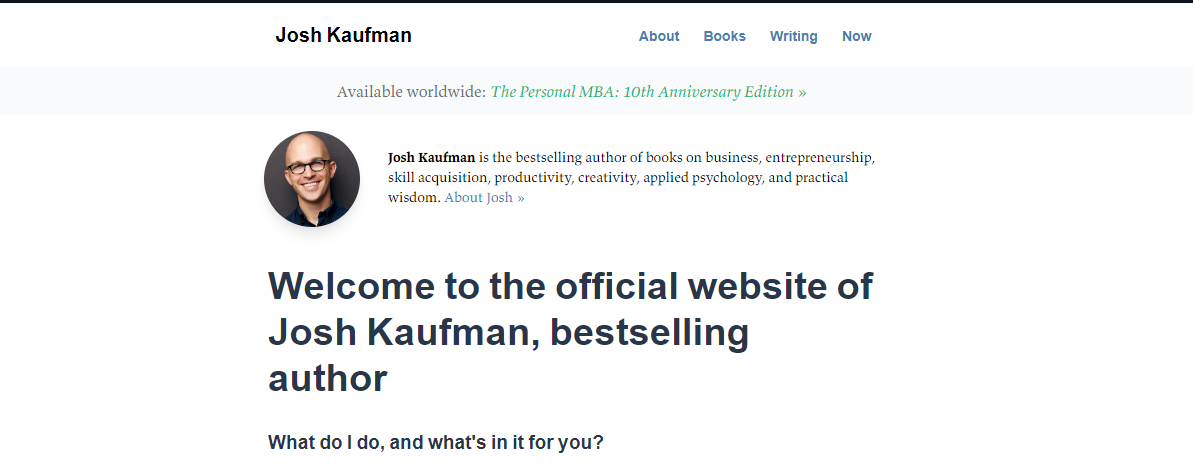 Josh Kaufman
About Books Writing Now
Available worldwide: The Personal MBA: 10th Anniversary Edition »
Josh Kaufman is the bestselling author of books on business, entrepreneurship,
skill acquisition, productivity, creativity, applied psychology, and practical
wisdom. About Josh »
Welcome to the official website of
Josh Kaufman, bestselling
author
What do I do, and what's in it for you?